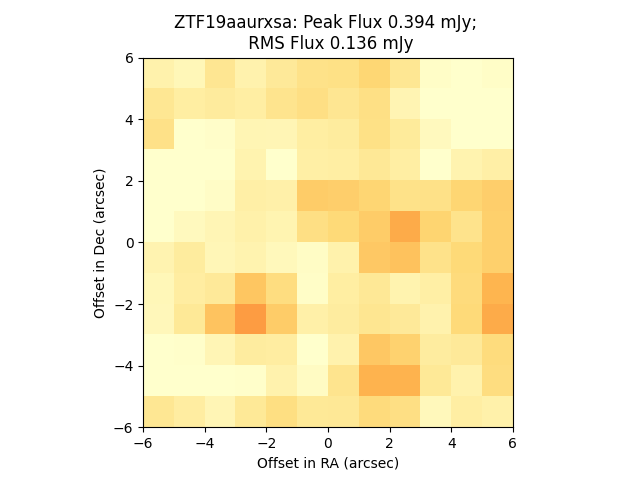 ZTF19aaurxsa: Peak Flux 0.394 mJy;
RMS Flux 0.136 mJy
6
4
2
0
−2
−4
−6
Offset in Dec (arcsec)
−6 −4 −2 0 2 4 6
Offset in RA (arcsec)